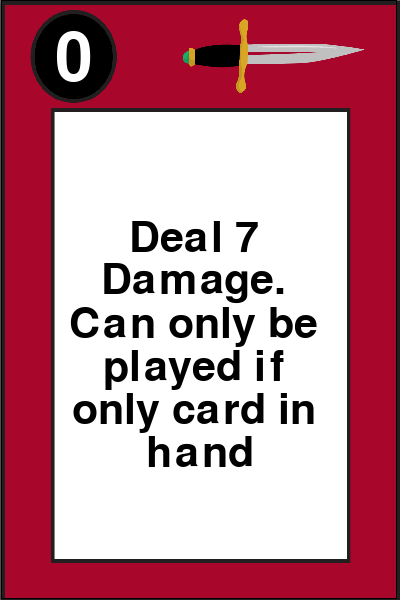 0
Deal 7
Damage.
Can only be
played if
only card in
hand